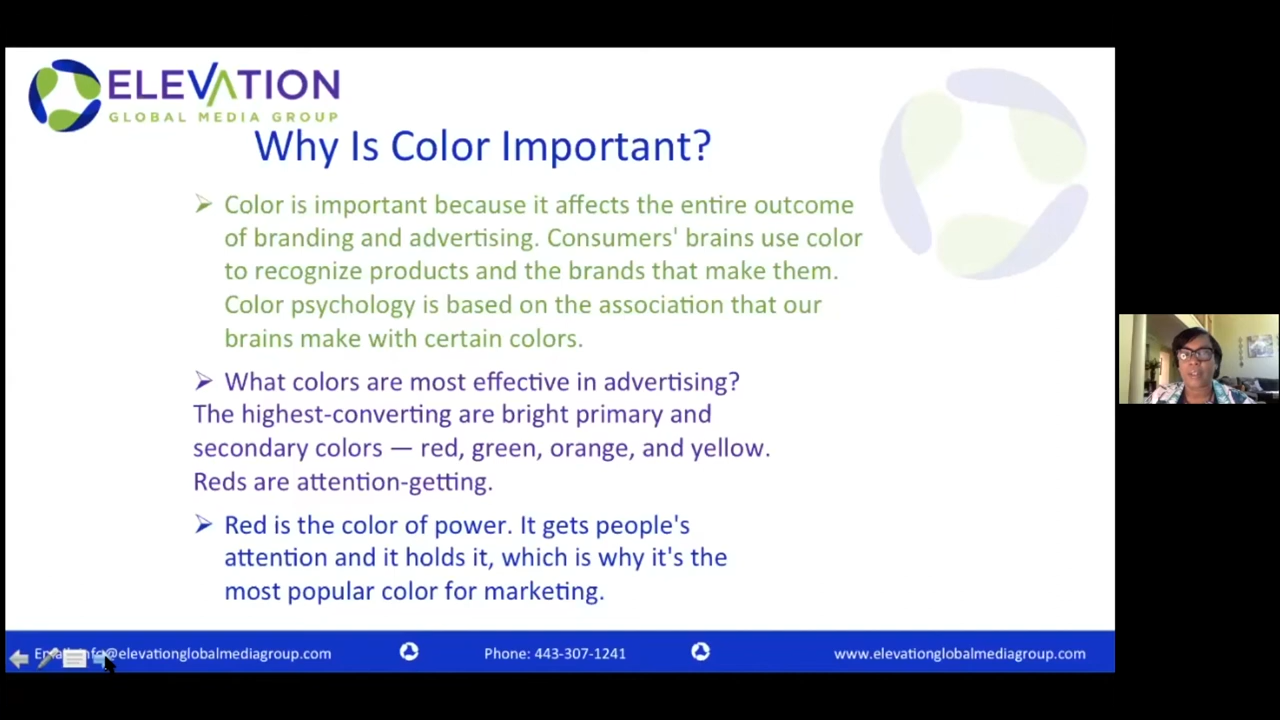 ELEVATION
GLOBAL MEDIA GROUP
Why Is Color Important?
➢ Color is important because it affects the entire outcome
of branding and advertising. Consumers' brains use color
to recognize products and the brands that make them.
Color psychology is based on the association that our
brains make with certain colors.
➢ What colors are most effective in advertising?
The highest-converting are bright primary and
secondary colors — red, green, orange, and yellow.
Reds are attention-getting.
➢ Red is the color of power. It gets people's
attention and it holds it, which is why it's the
most popular color for marketing.
Email: info@elevationglobalmediagroup.com
Phone: 443-307-1241
www.elevationglobalmediagroup.com